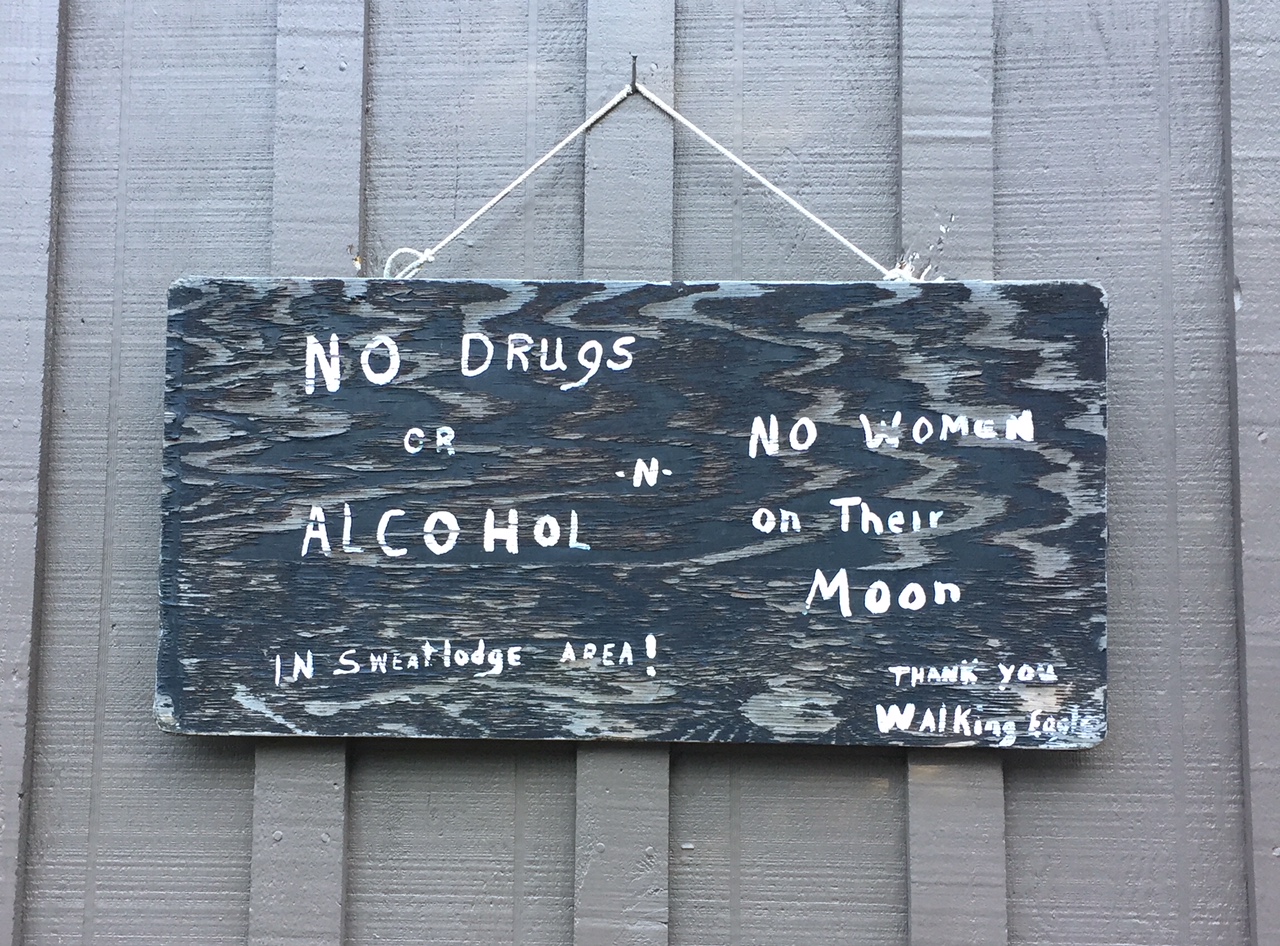 NO DRugs
OR
ALCOHOL
IN SWEAtlodgE AREA!
-N-
NO WOMEN
on Their
Moon
THANK YOU
WALKing Eagle